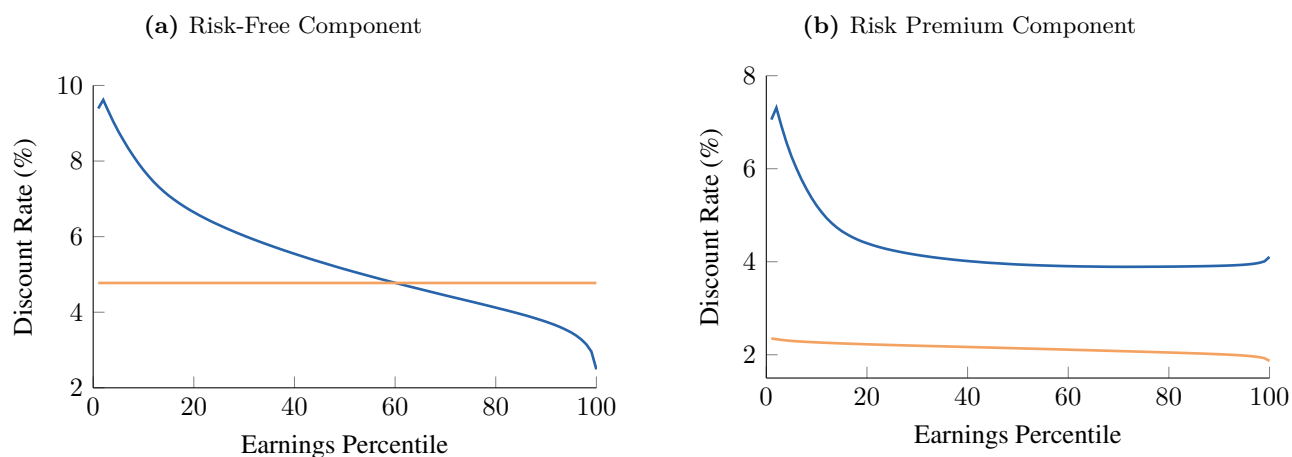 (a) Risk-Free Component
10
8
6
4
2
0 20 40 60 80 100
Discount Rate (%)
Earnings Percentile
(b) Risk Premium Component
8
6
4
2
0 20 40 60 80 100
Discount Rate (%)
Earnings Percentile